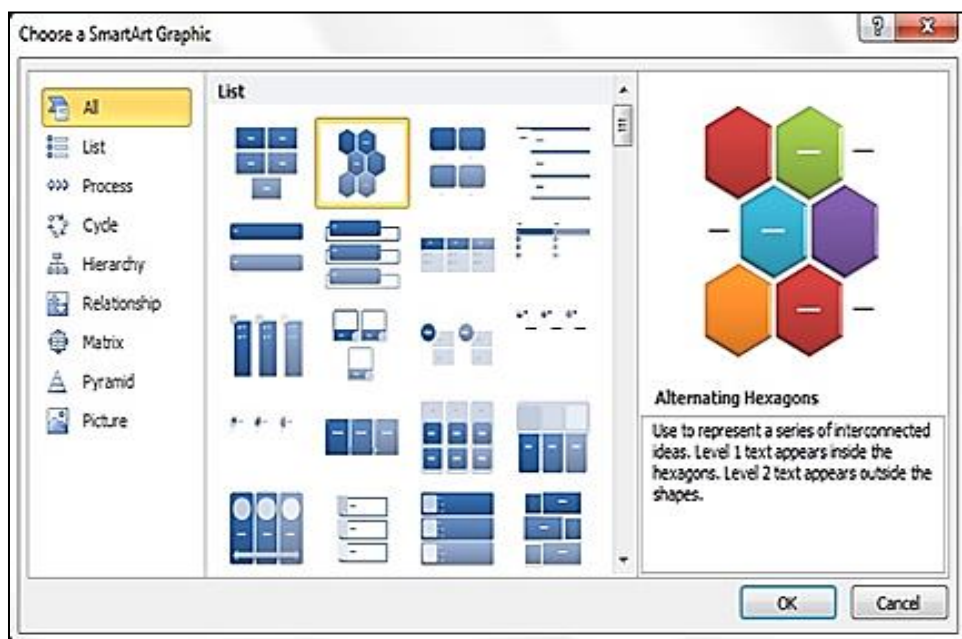 Choose a SmartArt Graphic
All
List
Process
Cycle
Hierarchy
Relationship
Matrix
Pyramid
Picture
List
Alternating Hexagons
Use to represent a series of interconnected
ideas. Level 1 text appears inside the
hexagons. Level 2 text appears outside the
shapes.
OK
Cancel